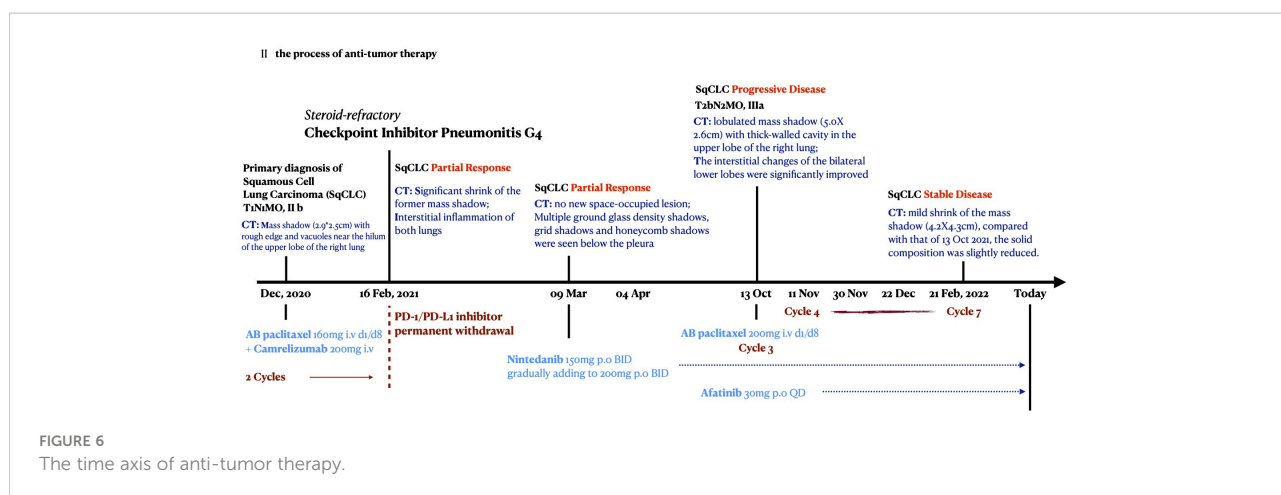 II the process of anti-tumor therapy
Steroid-refractory
Checkpoint Inhibitor Pneumonitis G4
Primary diagnosis of
Squamous Cell
Lung Carcinoma (SqCLC)
T1N1MO, II b
CT: Mass shadow (2.9*2.5cm) with
rough edge and vacuoles near the hilum
of the upper lobe of the right lung
SqCLC Partial Response
CT: Significant shrink of the
former mass shadow;
Interstitial inflammation of
both lungs
SqCLC Partial Response
CT: no new space-occupied lesion;
Multiple ground glass density shadows,
grid shadows and honeycomb shadows
were seen below the pleura
SqCLC Progressive Disease
T2bN2MO, IIIa
CT: lobulated mass shadow (5.0X
2.6cm) with thick-walled cavity in the
upper lobe of the right lung;
The interstitial changes of the bilateral
lower lobes were significantly improved
SqCLC Stable Disease
CT: mild shrink of the mass
shadow (4.2X4.3cm), compared
with that of 13 Oct 2021, the solid
composition was slightly reduced.
Dec, 2020 16 Feb, 2021 09 Mar 04 Apr 13 Oct 11 Nov 30 Nov 22 Dec 21 Feb, 2022 Today
AB paclitaxel 160mg i.v d1/d8
+ Camrelizumab 200mg i.v
2 Cycles
PD-1/PD-L1 inhibitor
permanent withdrawal
Nintedanib 150mg p.o BID
gradually adding to 200mg p.o BID
AB paclitaxel 200mg i.v d1/d8
Cycle 3
Cycle 4
Cycle 7
Afatinib 30mg p.o QD
FIGURE 6
The time axis of anti-tumor therapy.